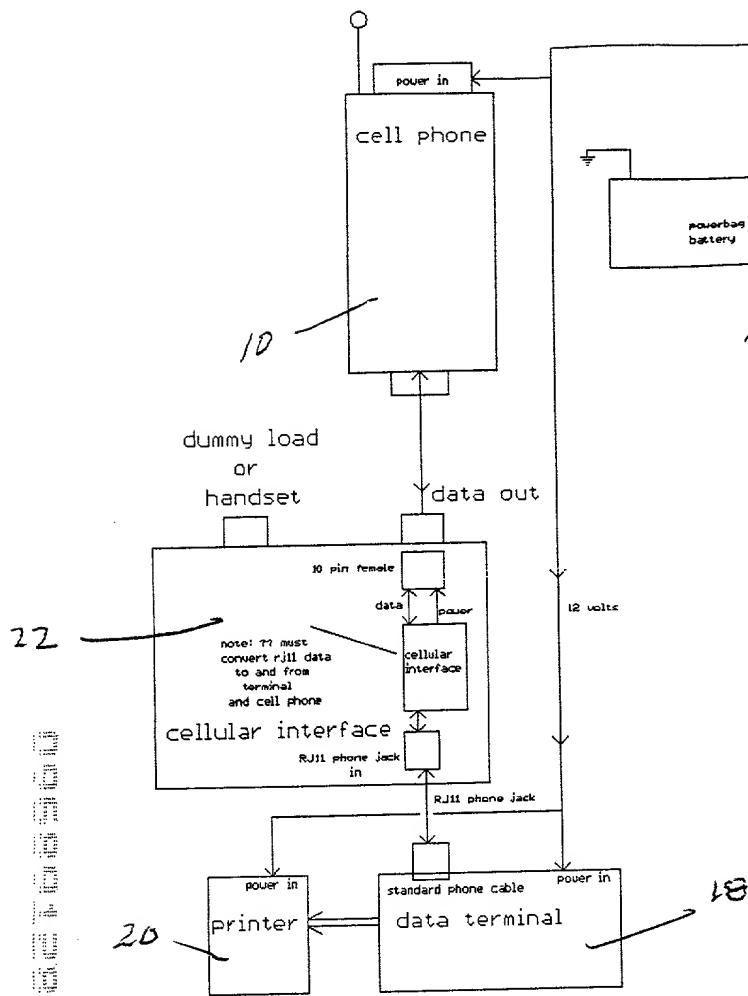 power in
cell phone
powerbag
battery
10
dummy load
or
handset
data out
10 pin female
data
power
12 volts
22
note: ?? must
convert rj11 data
to and from
terminal
and cell phone
cellular
interface
cellular interface
RJ11 phone jack
in
RJ11 phone jack
power in
standard phone cable
power in
printer
data terminal
20
18